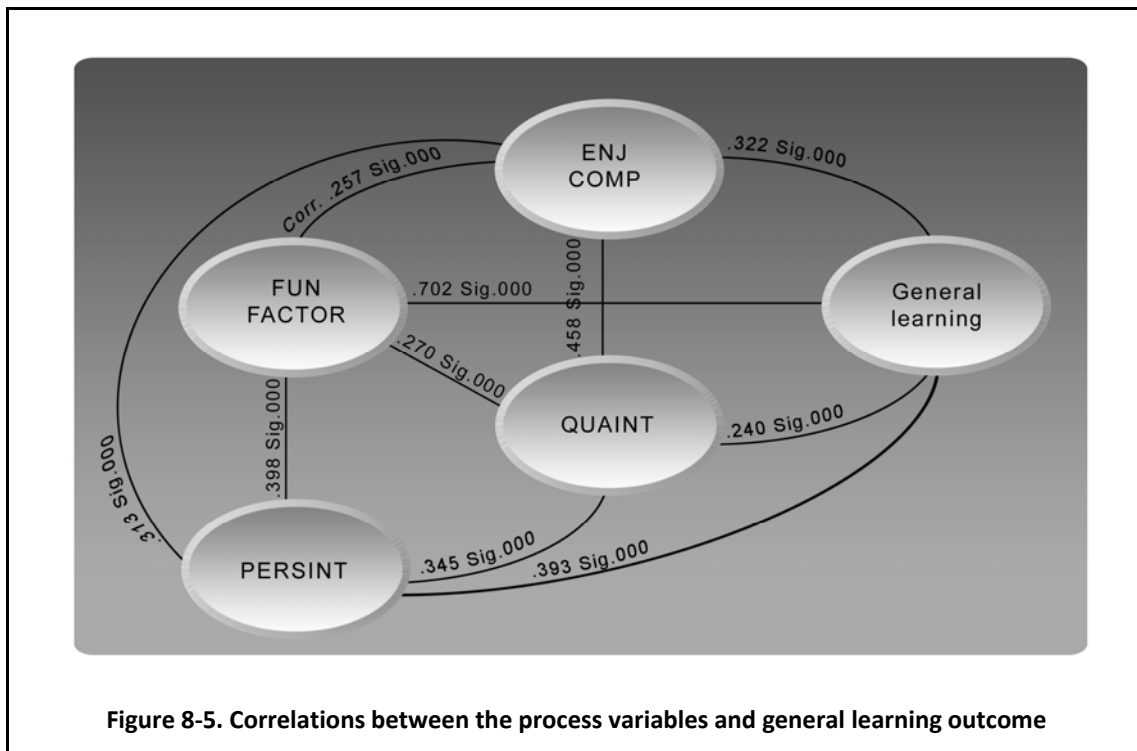 ENJ
COMP
.322 Sig.000
Corr. .257 Sig.000
FUN
FACTOR
.702 Sig.000
.458 Sig.000
General
learning
.270 Sig.000
QUAINT
.240 Sig.000
.398 Sig.000
.313 Sig.000
PERSINT
.345 Sig.000
.393 Sig.000
Figure 8-5. Correlations between the process variables and general learning outcome